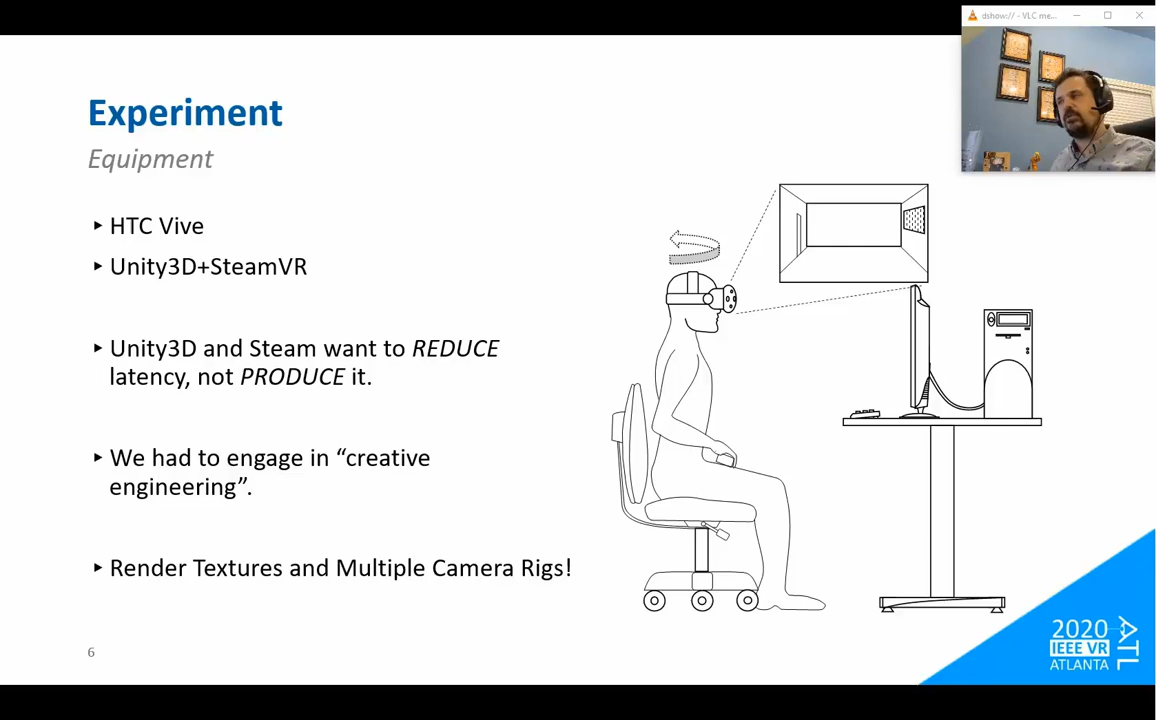 dshow:// - VLC me...
Experiment
Equipment
‣ HTC Vive
‣ Unity3D+SteamVR
‣ Unity3D and Steam want to REDUCE
latency, not PRODUCE it.
‣ We had to engage in “creative
engineering”.
‣ Render Textures and Multiple Camera Rigs!
6
2020
IEEE VR
ATLANTA
ATL